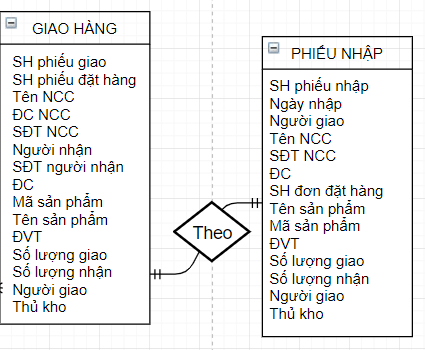 GIAO HÀNG
SH phiếu giao
SH phiếu đặt hàng
Tên NCC
ĐC NCC
SĐT NCC
Người nhận
SĐT người nhận
ĐC
Mã sản phẩm
Tên sản phẩm
ĐVT
Số lượng giao
Số lượng nhận
Người giao
Thủ kho
Theo
PHIẾU NHẬP
SH phiếu nhập
Ngày nhập
Người giao
Tên NCC
SĐT NCC
ĐC
SH đơn đặt hàng
Tên sản phẩm
Mã sản phẩm
ĐVT
Số lượng giao
Số lượng nhận
Người giao
Thủ kho